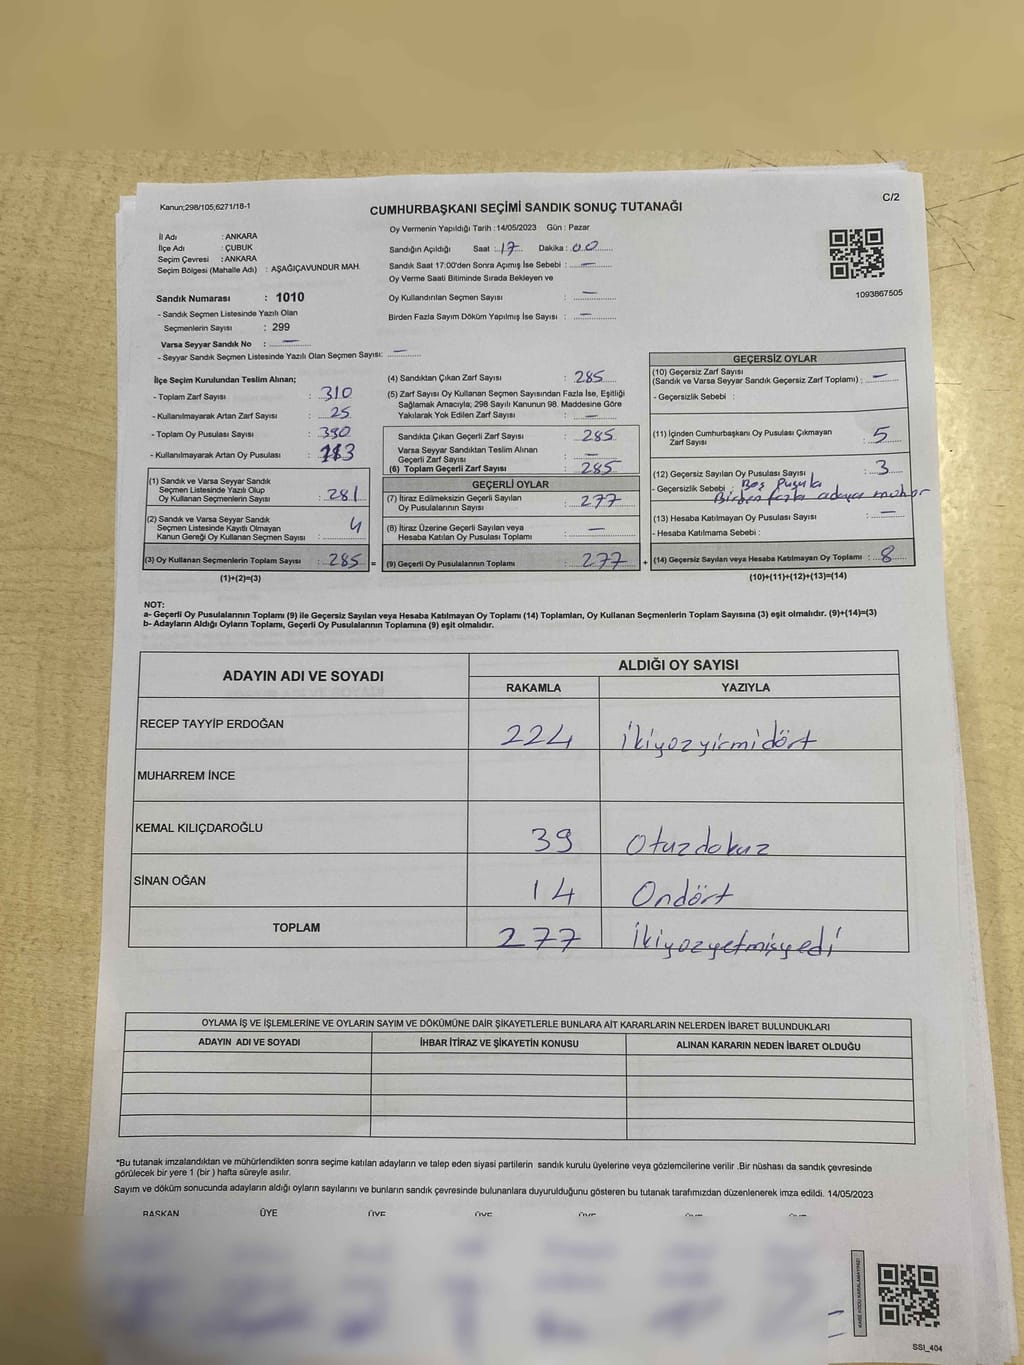 Kanun;298/105;6271/18-1
C/2
CUMHURBAŞKANI SEÇİMİ SANDIK SONUÇ TUTANAĞI
İl Adı : ANKARA
İlçe Adı : ÇUBUK
Seçim Çevresi : ANKARA
Seçim Bölgesi (Mahalle Adı) : AŞAĞIÇAVUNDUR MAH.
Oy Vermenin Yapıldığı Tarih :14/05/2023 Gün : Pazar
Sandığın Açıldığı Saat :17 Dakika :00
Sandık Saat 17:00'den Sonra Açımış İse Sebebi : —
Oy Verme Saati Bitiminde Sırada Bekleyen ve
Oy Kullandırılan Seçmen Sayısı : —
Birden Fazla Sayım Döküm Yapılmış İse Sayısı : —
1093867505
Sandık Numarası : 1010
- Sandık Seçmen Listesinde Yazılı Olan
Seçmenlerin Sayısı : 299
Varsa Seyyar Sandık No : —
- Seyyar Sandık Seçmen Listesinde Yazılı Olan Seçmen Sayısı: —
İlçe Seçim Kurulundan Teslim Alınan;
- Toplam Zarf Sayısı : 310
- Kullanılmayarak Artan Zarf Sayısı : 25
- Toplam Oy Pusulası Sayısı : 390
- Kullanılmayarak Artan Oy Pusulası : 113
(1) Sandık ve Varsa Seyyar Sandık
Seçmen Listesinde Yazılı Olup
Oy Kullanan Seçmenlerin Sayısı : 281
(2) Sandık ve Varsa Seyyar Sandık
Seçmen Listesinde Kayıtlı Olmayan
Kanun Gereği Oy Kullanan Seçmen Sayısı : 4
(3) Oy Kullanan Seçmenlerin Toplam Sayısı : 285 =
(1)+(2)=(3)
(4) Sandıktan Çıkan Zarf Sayısı : 285
(5) Zarf Sayısı Oy Kullanan Seçmen Sayısından Fazla İse, Eşitliği
Sağlamak Amacıyla; 298 Sayılı Kanunun 98. Maddesine Göre
Yakılarak Yok Edilen Zarf Sayısı : —
Sandıkta Çıkan Geçerli Zarf Sayısı : 285
Varsa Seyyar Sandıktan Teslim Alınan
Geçerli Zarf Sayısı : —
(6) Toplam Geçerli Zarf Sayısı : 285
GEÇERLİ OYLAR
(7) İtiraz Edilmeksizin Geçerli Sayılan
Oy Pusulalarının Sayısı : 277
(8) İtiraz Üzerine Geçerli Sayılan veya
Hesaba Katılan Oy Pusulası Toplamı : —
(9) Geçerli Oy Pusulalarının Toplamı : 277 +
GEÇERSİZ OYLAR
(10) Geçersiz Zarf Sayısı
(Sandık ve Varsa Seyyar Sandık Geçersiz Zarf Toplamı) : —
- Geçersizlik Sebebi :
(11) İçinden Cumhurbaşkanı Oy Pusulası Çıkmayan
Zarf Sayısı : 5
(12) Geçersiz Sayılan Oy Pusulası Sayısı : 3
- Geçersizlik Sebebi : Boş Pusula
Birden fazla adaya mühür
(13) Hesaba Katılmayan Oy Pusulası Sayısı : —
- Hesaba Katılmama Sebebi :
(14) Geçersiz Sayılan veya Hesaba Katılmayan Oy Toplamı : 8
(10)+(11)+(12)+(13)=(14)
NOT:
a- Geçerli Oy Pusulalarının Toplamı (9) ile Geçersiz Sayılan veya Hesaba Katılmayan Oy Toplamı (14) Toplamları, Oy Kullanan Seçmenlerin Toplam Sayısına (3) eşit olmalıdır. (9)+(14)=(3)
b- Adayların Aldığı Oyların Toplamı, Geçerli Oy Pusulalarının Toplamına (9) eşit olmalıdır.
ADAYIN ADI VE SOYADI
ALDIĞI OY SAYISI
RAKAMLA YAZIYLA
RECEP TAYYİP ERDOĞAN 224 ikiyozyirmidört
MUHARREM İNCE
KEMAL KILIÇDAROĞLU 39 Otuzdokuz
SİNAN OĞAN 14 Ondört
TOPLAM 277 ikiyozyetmişyedi
OYLAMA İŞ VE İŞLEMLERİNE VE OYLARIN SAYIM VE DÖKÜMÜNE DAİR ŞİKAYETLERLE BUNLARA AİT KARARLARIN NELERDEN İBARET BULUNDUKLARI
ADAYIN ADI VE SOYADI İHBAR İTİRAZ VE ŞİKAYETİN KONUSU ALINAN KARARIN NEDEN İBARET OLDUĞU
*Bu tutanak imzalandıktan ve mühürlendikten sonra seçime katılan adayların ve talep eden siyasi partilerin sandık kurulu üyelerine veya gözlemcilerine verilir .Bir nüshası da sandık çevresinde
görülecek bir yere 1 (bir ) hafta süreyle asılır.
Sayım ve döküm sonucunda adayların aldığı oyların sayılarını ve bunların sandık çevresinde bulunanlara duyurulduğunu gösteren bu tutanak tarafımızdan düzenlenerek imza edildi. 14/05/2023
BAŞKAN ÜYE ÜYE ÜYE ÜYE ÜYE ÜYE
KARE KODU KARALAMAYINIZ!
SSI_404